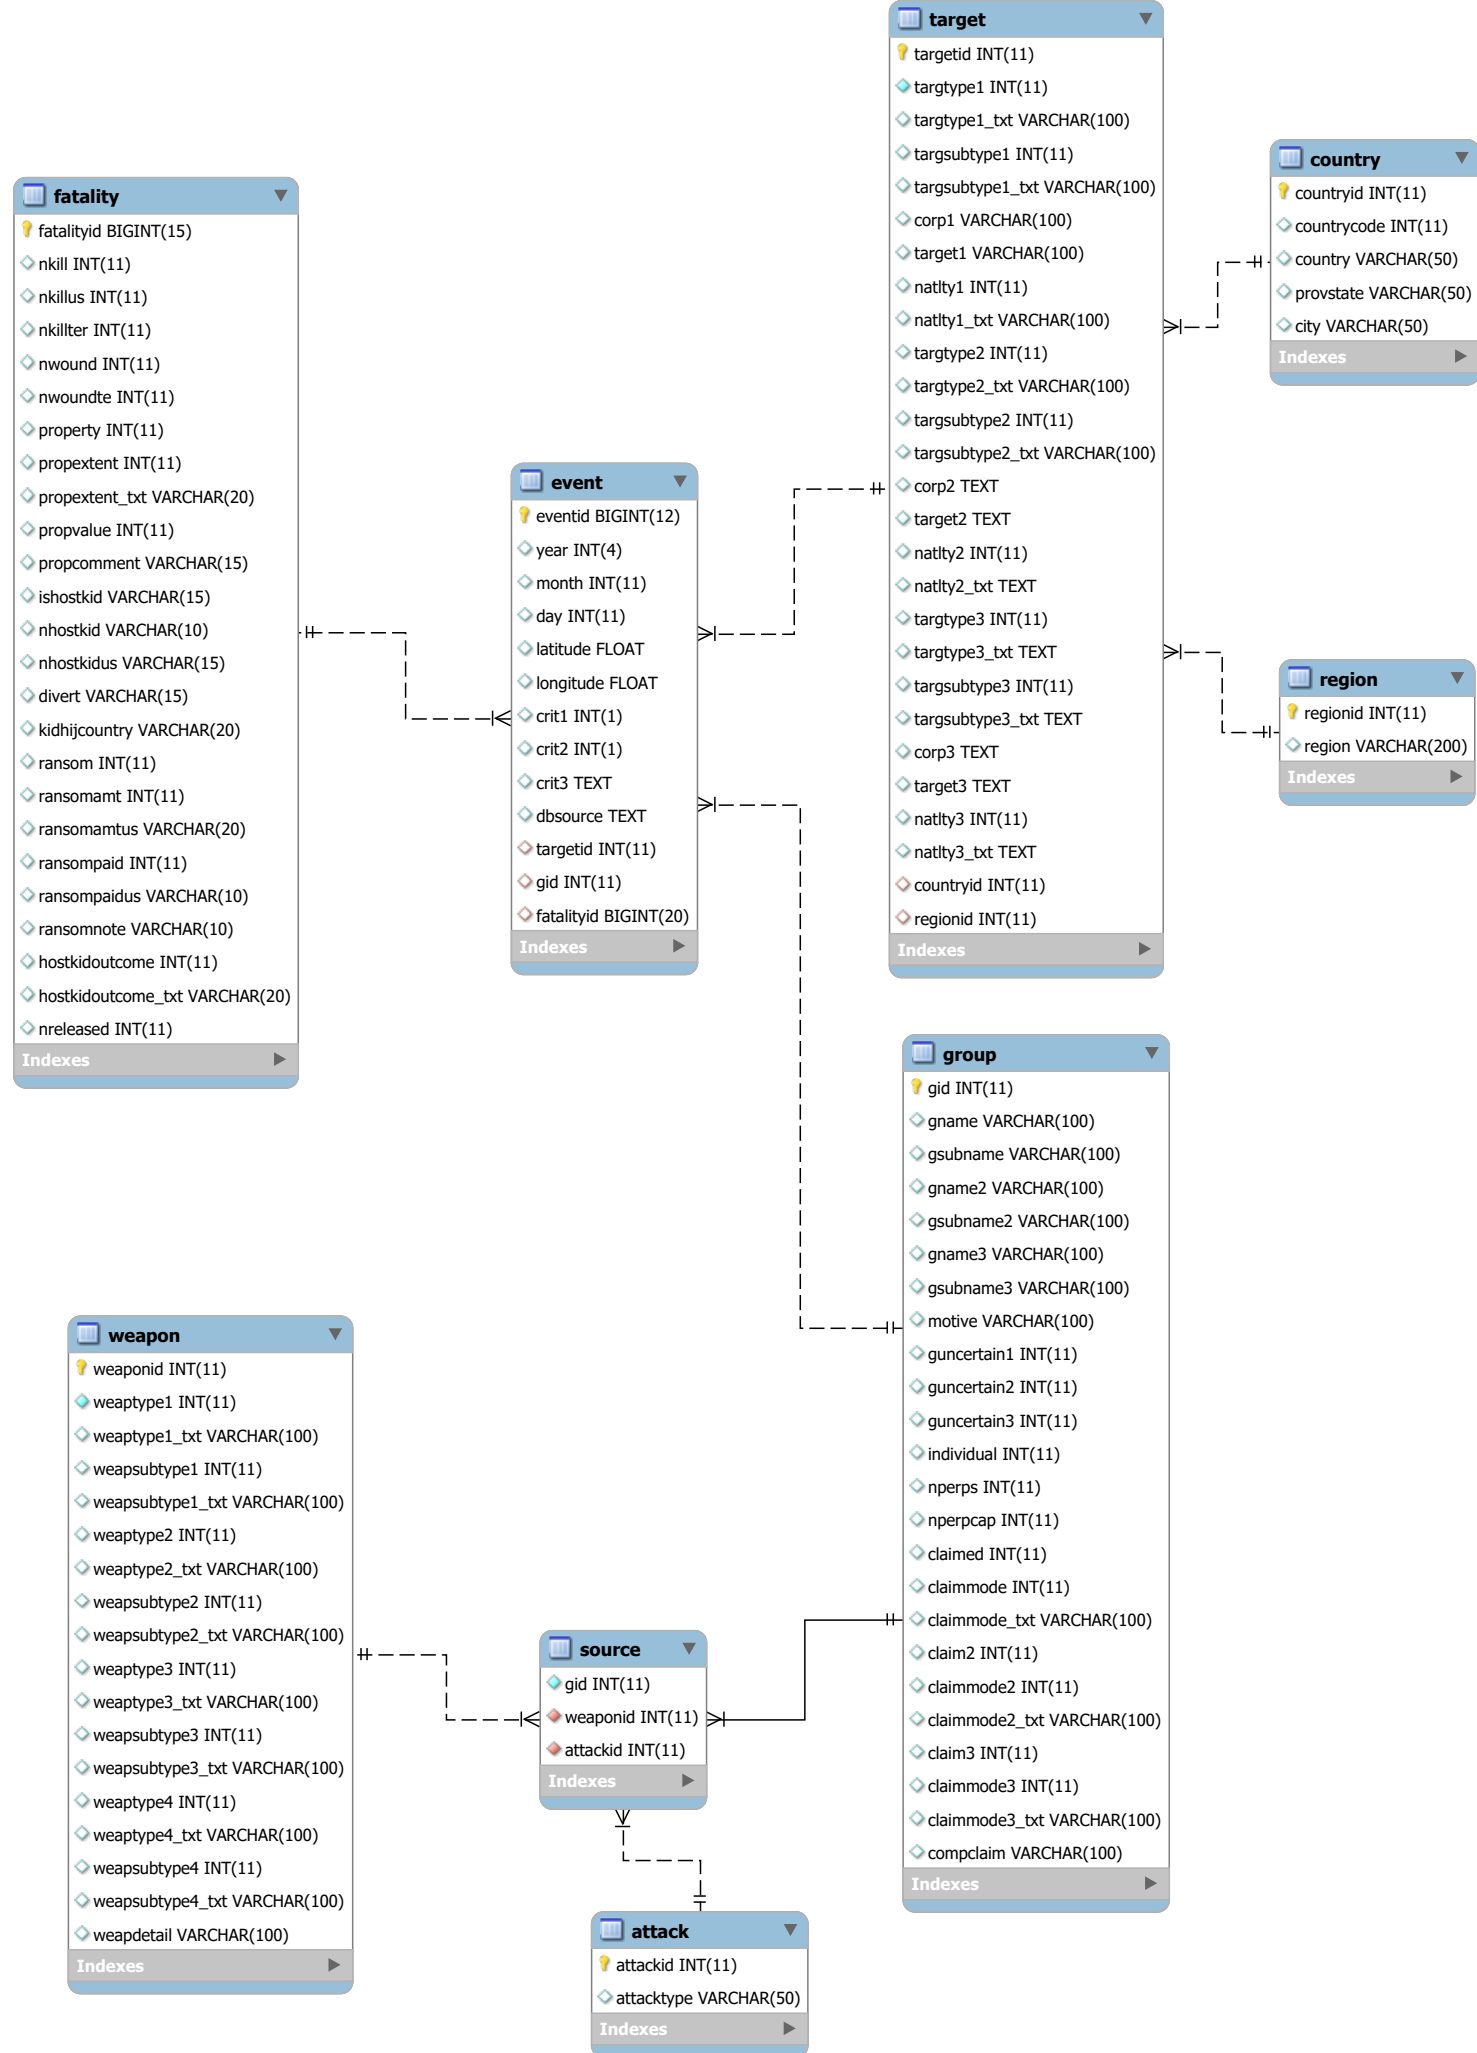 target
targetid INT(11)
targtype1 INT(11)
targtype1_txt VARCHAR(100)
targsubtype1 INT(11)
targsubtype1_txt VARCHAR(100)
corp1 VARCHAR(100)
target1 VARCHAR(100)
natlty1 INT(11)
natlty1_txt VARCHAR(100)
targtype2 INT(11)
targtype2_txt VARCHAR(100)
targsubtype2 INT(11)
targsubtype2_txt VARCHAR(100)
corp2 TEXT
target2 TEXT
natlty2 INT(11)
natlty2_txt TEXT
targtype3 INT(11)
targtype3_txt TEXT
targsubtype3 INT(11)
targsubtype3_txt TEXT
corp3 TEXT
target3 TEXT
natlty3 INT(11)
natlty3_txt TEXT
countryid INT(11)
regionid INT(11)
Indexes
country
countryid INT(11)
countrycode INT(11)
country VARCHAR(50)
provstate VARCHAR(50)
city VARCHAR(50)
Indexes
fatality
fatalityid BIGINT(15)
nkill INT(11)
nkillus INT(11)
nkillter INT(11)
nwound INT(11)
nwoundte INT(11)
property INT(11)
propextent INT(11)
propextent_txt VARCHAR(20)
propvalue INT(11)
propcomment VARCHAR(15)
ishostkid VARCHAR(15)
nhostkid VARCHAR(10)
nhostkidus VARCHAR(15)
divert VARCHAR(15)
kidhijcountry VARCHAR(20)
ransom INT(11)
ransomamt INT(11)
ransomamtus VARCHAR(20)
ransompaid INT(11)
ransompaidus VARCHAR(10)
ransomnote VARCHAR(10)
hostkidoutcome INT(11)
hostkidoutcome_txt VARCHAR(20)
nreleased INT(11)
Indexes
event
eventid BIGINT(12)
year INT(4)
month INT(11)
day INT(11)
latitude FLOAT
longitude FLOAT
crit1 INT(1)
crit2 INT(1)
crit3 TEXT
dbsource TEXT
targetid INT(11)
gid INT(11)
fatalityid BIGINT(20)
Indexes
region
regionid INT(11)
region VARCHAR(200)
Indexes
group
gid INT(11)
gname VARCHAR(100)
gsubname VARCHAR(100)
gname2 VARCHAR(100)
gsubname2 VARCHAR(100)
gname3 VARCHAR(100)
gsubname3 VARCHAR(100)
motive VARCHAR(100)
guncertain1 INT(11)
guncertain2 INT(11)
guncertain3 INT(11)
individual INT(11)
nperps INT(11)
nperpcap INT(11)
claimed INT(11)
claimmode INT(11)
claimmode_txt VARCHAR(100)
claim2 INT(11)
claimmode2 INT(11)
claimmode2_txt VARCHAR(100)
claim3 INT(11)
claimmode3 INT(11)
claimmode3_txt VARCHAR(100)
compclaim VARCHAR(100)
Indexes
weapon
weaponid INT(11)
weaptype1 INT(11)
weaptype1_txt VARCHAR(100)
weapsubtype1 INT(11)
weapsubtype1_txt VARCHAR(100)
weaptype2 INT(11)
weaptype2_txt VARCHAR(100)
weapsubtype2 INT(11)
weapsubtype2_txt VARCHAR(100)
weaptype3 INT(11)
weaptype3_txt VARCHAR(100)
weapsubtype3 INT(11)
weapsubtype3_txt VARCHAR(100)
weaptype4 INT(11)
weaptype4_txt VARCHAR(100)
weapsubtype4 INT(11)
weapsubtype4_txt VARCHAR(100)
weapdetail VARCHAR(100)
Indexes
source
gid INT(11)
weaponid INT(11)
attackid INT(11)
Indexes
attack
attackid INT(11)
attacktype VARCHAR(50)
Indexes